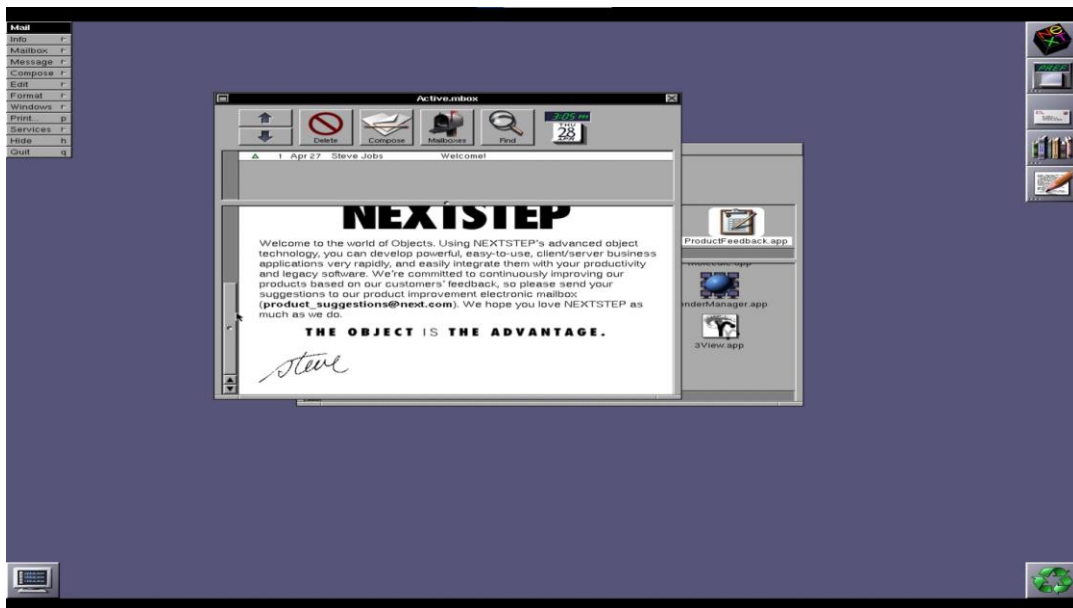 Mail
Info r
Mailbox r
Message r
Compose r
Edit r
Format r
Windows r
Print... p
Services r
Hide h
Quit q
Active.mbox
Delete
Compose
Mailboxes
Find
3:05 PM
THU
28
APR
1 Apr 27 Steve Jobs Welcome!
NEXTSTEP
Welcome to the world of Objects. Using NEXTSTEP's advanced object
technology, you can develop powerful, easy-to-use, client/server business
applications very rapidly, and easily integrate them with your productivity
and legacy software. We're committed to continuously improving our
products based on our customers' feedback, so please send your
suggestions to our product improvement electronic mailbox
(product_suggestions@next.com). We hope you love NEXTSTEP as
much as we do.
THE OBJECT IS THE ADVANTAGE.
steve
ProductFeedback.app
enderManager.app
3View.app
NeXT
PREF